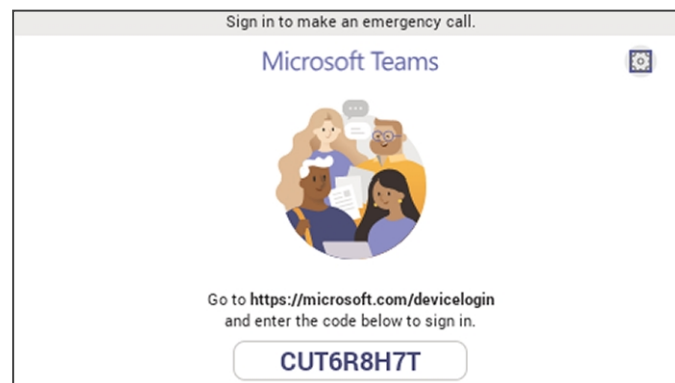 Sign in to make an emergency call.
Microsoft Teams
Go to https://microsoft.com/devicelogin
and enter the code below to sign in.
CUT6R8H7T